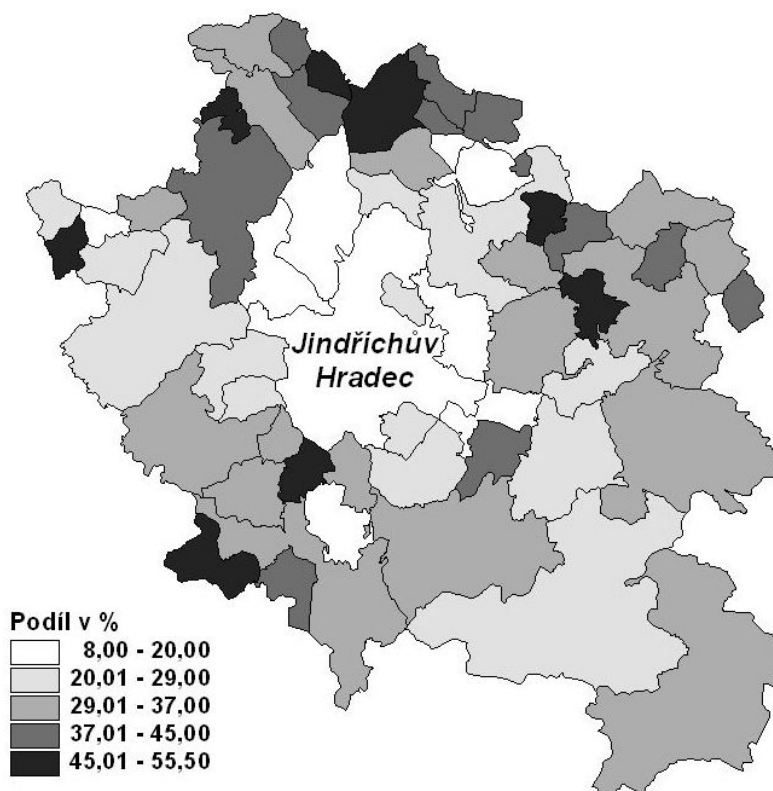 Jindřichův
Hradec
Podíl v %
8,00 - 20,00
20,01 - 29,00
29,01 - 37,00
37,01 - 45,00
45,01 - 55,50